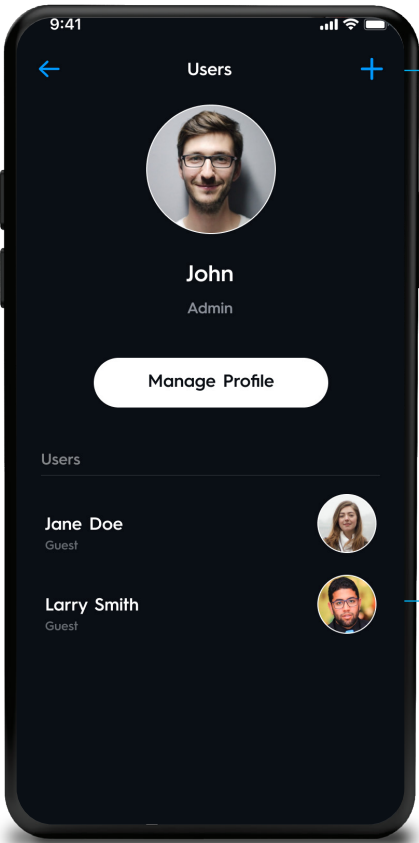 9:41
Users
John
Admin
Manage Profile
Users
Jane Doe
Guest
Larry Smith
Guest